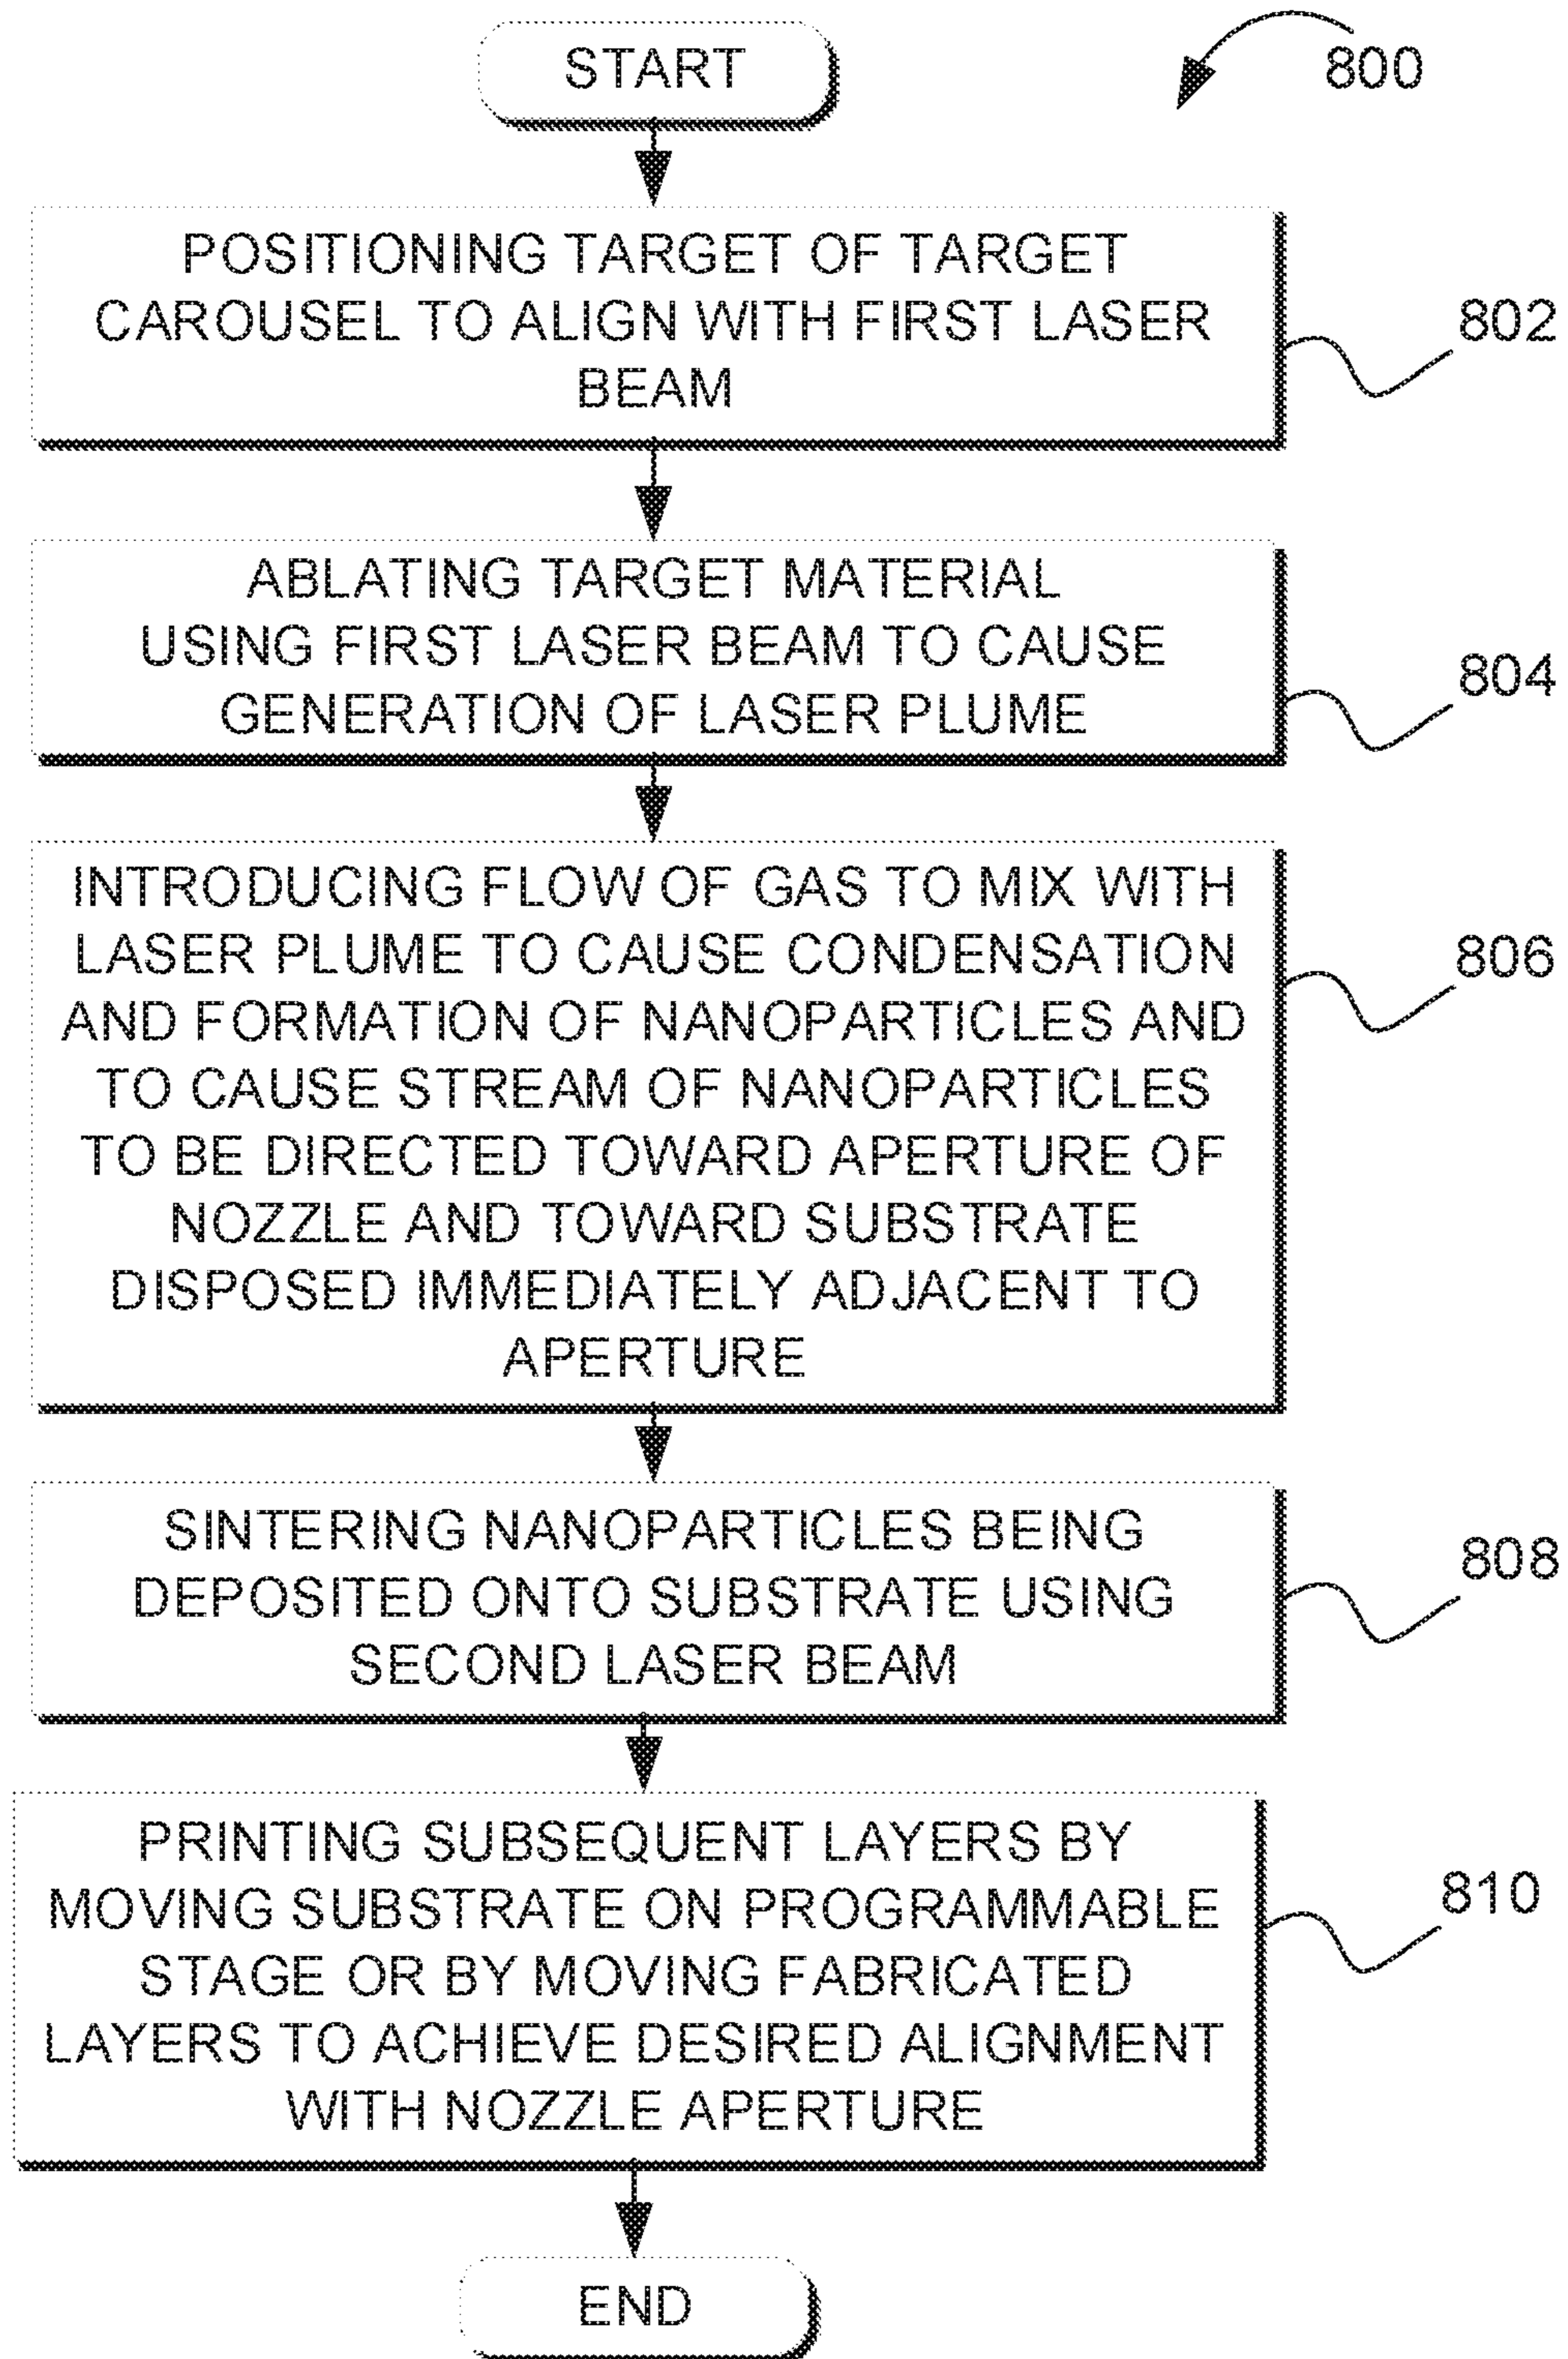 START
800
POSITIONING TARGET OF TARGET
CAROUSEL TO ALIGN WITH FIRST LASER
BEAM
802
ABLATING TARGET MATERIAL
USING FIRST LASER BEAM TO CAUSE
GENERATION OF LASER PLUME
804
INTRODUCING FLOW OF GAS TO MIX WITH
LASER PLUME TO CAUSE CONDENSATION
AND FORMATION OF NANOPARTICLES AND
TO CAUSE STREAM OF NANOPARTICLES
TO BE DIRECTED TOWARD APERTURE OF
NOZZLE AND TOWARD SUBSTRATE
DISPOSED IMMEDIATELY ADJACENT TO
APERTURE
806
SINTERING NANOPARTICLES BEING
DEPOSITED ONTO SUBSTRATE USING
SECOND LASER BEAM
808
PRINTING SUBSEQUENT LAYERS BY
MOVING SUBSTRATE ON PROGRAMMABLE
STAGE OR BY MOVING FABRICATED
LAYERS TO ACHIEVE DESIRED ALIGNMENT
WITH NOZZLE APERTURE
810
END